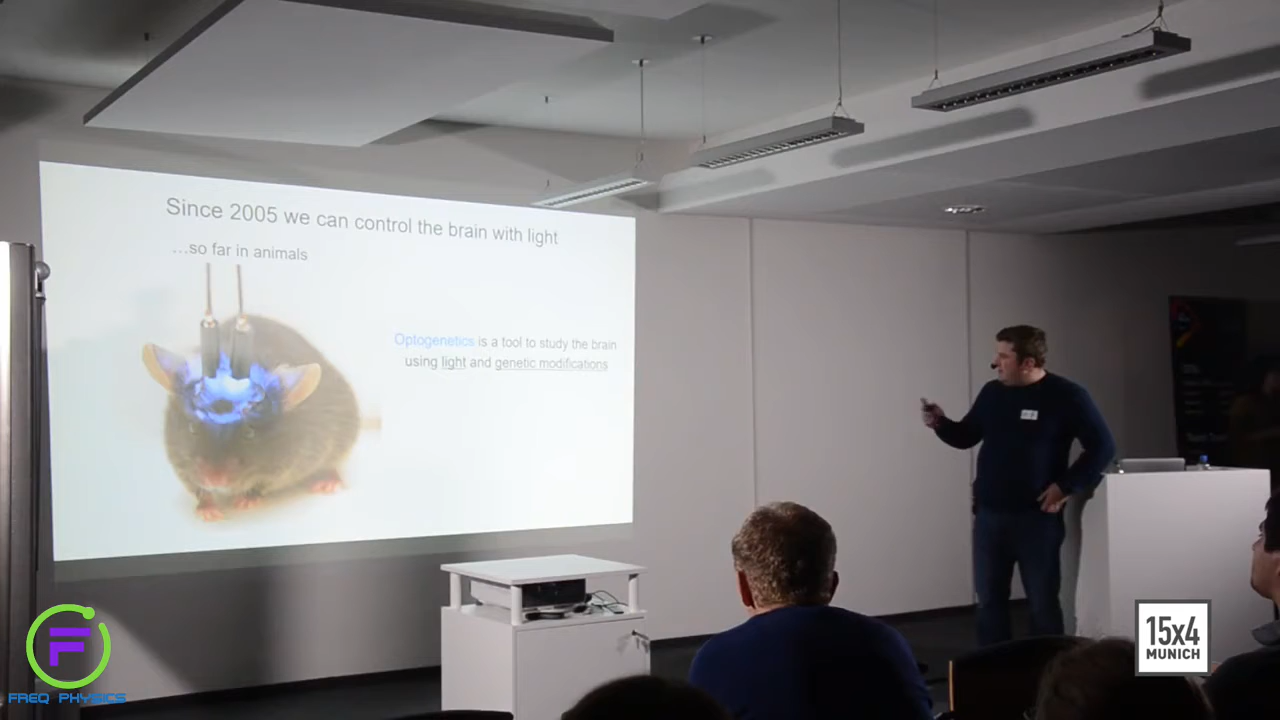 Since 2005 we can control the brain with light
…so far in animals
Optogenetics is a tool to study the brain
using light and genetic modifications
F
FREQ PHYSICS
15x4
MUNICH